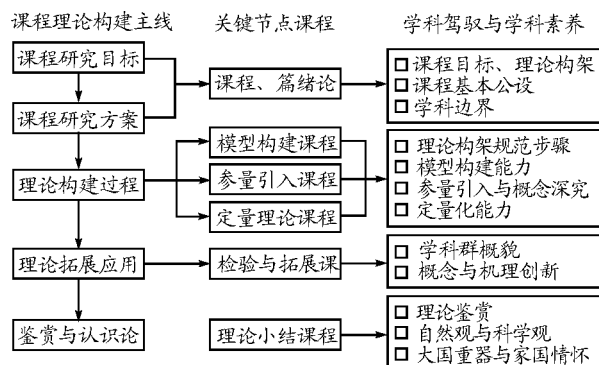 课程理论构建主线
关键节点课程
学科驾驭与学科素养
课程研究目标
课程研究方案
理论构建过程
理论拓展应用
鉴赏与认识论
课程、篇绪论
模型构建课程
参量引入课程
定量理论课程
检验与拓展课
理论小结课程
课程目标、理论构架
课程基本公设
学科边界
理论构架规范步骤
模型构建能力
参量引入与概念深究
定量化能力
学科群概貌
概念与机理创新
理论鉴赏
自然观与科学观
大国重器与家国情怀